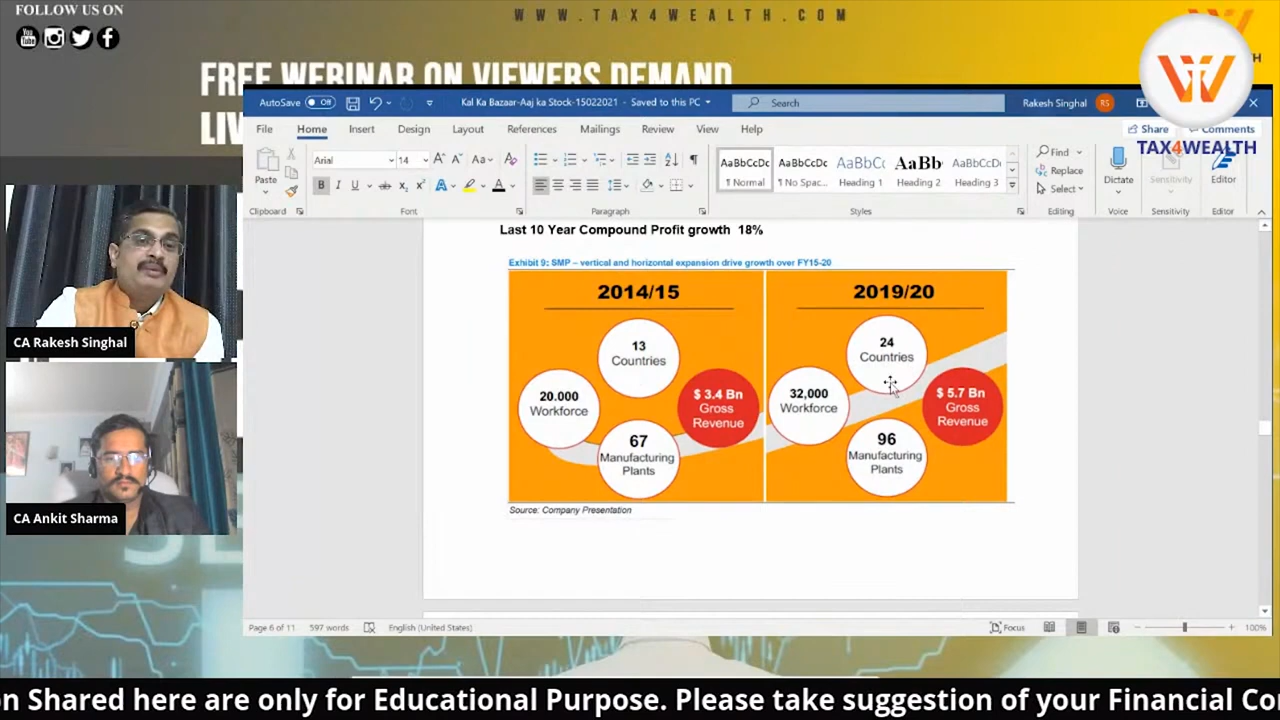 FOLLOW US ON
WWW.TAX4WEALTH.COM
FREE WEBINAR ON VIEWERS DEMAND
AutoSave Off Kal Ka Bazaar-Aaj ka Stock-15022021 - Saved to this PC Search Rakesh Singhal RS
File Home Insert Design Layout References Mailings Review View Help Share Comments
TAX4WEALTH
Paste Arial 14 AaBbCcDc AaBbCcDc AaBbCc AaBb AaBbCcD Find Replace Select Dictate Sensitivity Editor
Normal No Spac... Heading 1 Heading 2 Heading 3
Clipboard Font Paragraph Styles Editing Voice Sensitivity Editor
Last 10 Year Compound Profit growth 18%
Exhibit 9: SMP – vertical and horizontal expansion drive growth over FY15-20
2014/15
13
Countries
20.000
Workforce
$ 3.4 Bn
Gross
Revenue
67
Manufacturing
Plants
2019/20
24
Countries
32,000
Workforce
$ 5.7 Bn
Gross
Revenue
96
Manufacturing
Plants
Source: Company Presentation
CA Rakesh Singhal
CA Ankit Sharma
Page 6 of 11 597 words English (United States) Focus 100%
on Shared here are only for Educational Purpose. Please take suggestion of your Financial Co